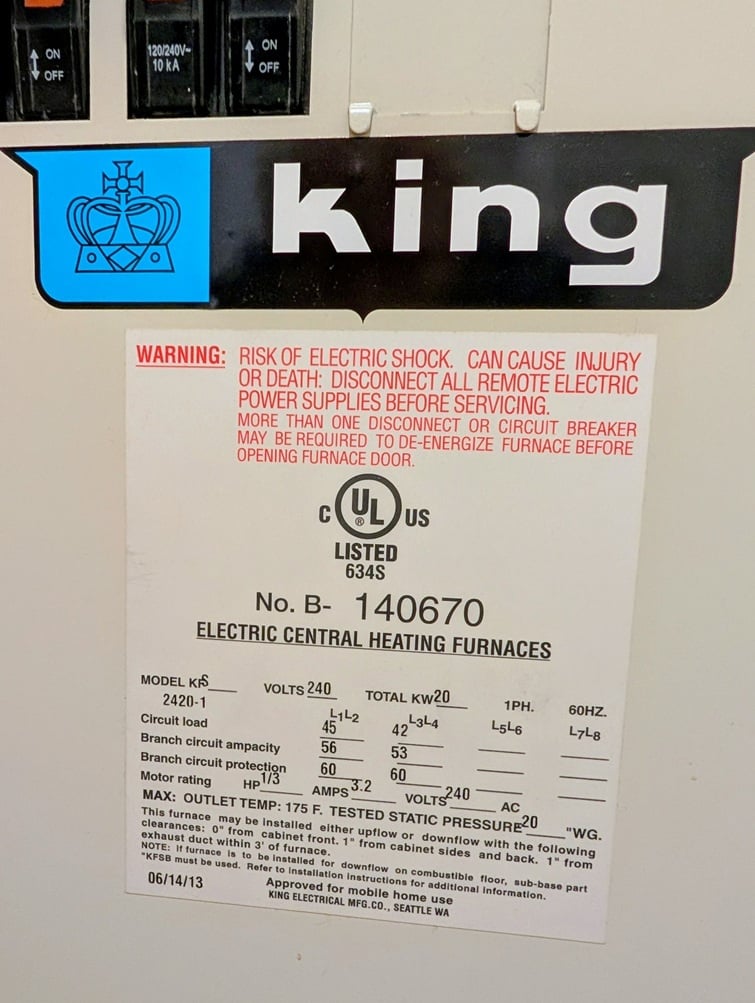 ON
OFF
120/240V~
10 kA
ON
OFF
king
WARNING: RISK OF ELECTRIC SHOCK. CAN CAUSE INJURY
OR DEATH: DISCONNECT ALL REMOTE ELECTRIC
POWER SUPPLIES BEFORE SERVICING.
MORE THAN ONE DISCONNECT OR CIRCUIT BREAKER
MAY BE REQUIRED TO DE-ENERGIZE FURNACE BEFORE
OPENING FURNACE DOOR.
C UL ® US
LISTED
634S
No. B- 140670
ELECTRIC CENTRAL HEATING FURNACES
MODEL KFS VOLTS 240 TOTAL KW 20 1PH. 60HZ.
2420-1 L1L2 L3L4 L5L6 L7L8
Circuit load 45 42
Branch circuit ampacity 56 53
Branch circuit protection 60 60
Motor rating HP 1/3 AMPS 3.2 VOLTS 240 AC
MAX: OUTLET TEMP: 175 F. TESTED STATIC PRESSURE 20 "WG.
This furnace may be installed either upflow or downflow with the following
clearances: 0" from cabinet front. 1" from cabinet sides and back. 1" from
exhaust duct within 3' of furnace.
NOTE: If furnace is to be installed for downflow on combustible floor, sub-base part
"KFSB must be used. Refer to installation instructions for additional information.
06/14/13 Approved for mobile home use
KING ELECTRICAL MFG.CO., SEATTLE WA